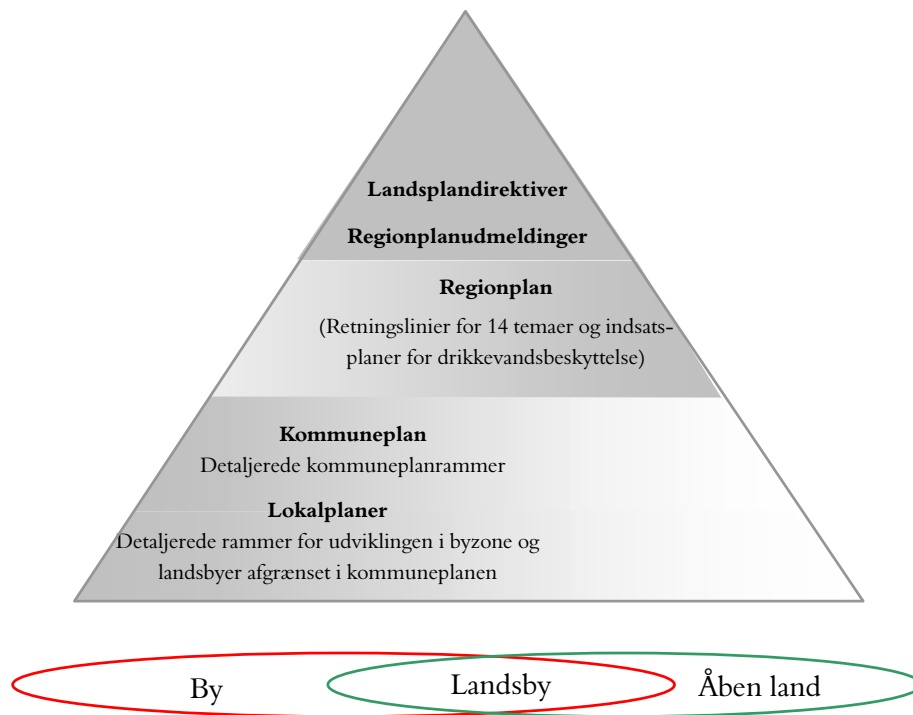 Landsplandirektiver
Regionplanudmeldinger
Regionplan
(Retningslinier for 14 temaer og indsats-
planer for drikkevandsbeskyttelse)
Kommuneplan
Detaljerede kommuneplanrammer
Lokalplaner
Detaljerede rammer for udviklingen i byzone og
landsbyer afgrænset i kommuneplanen
By Landsby Åben land